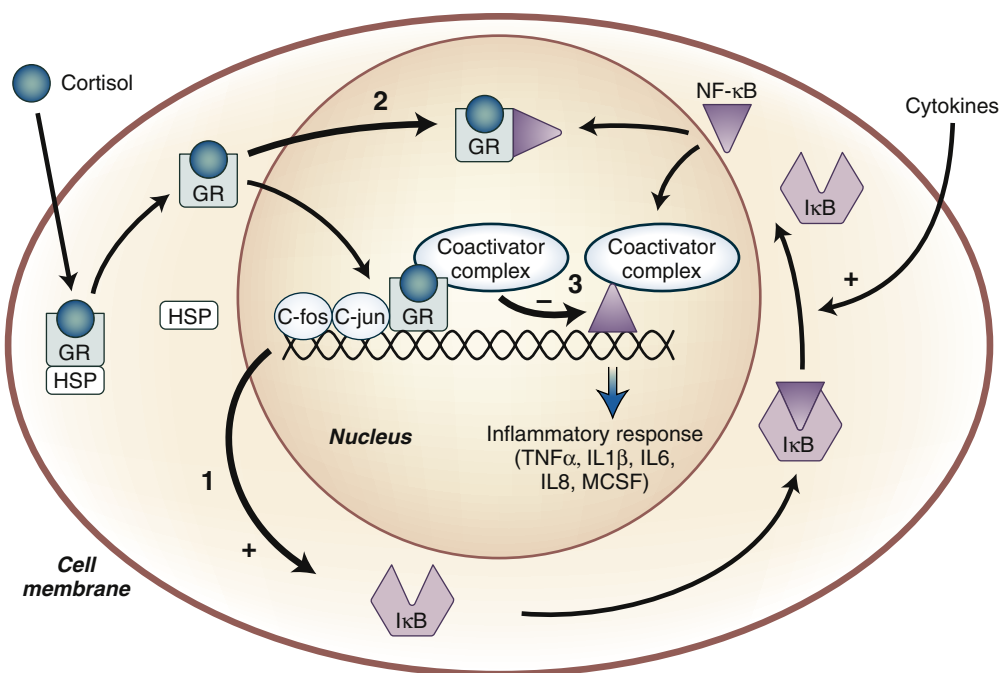 Cortisol
2
NF-κB
Cytokines
GR
GR
IκB
Coactivator
complex
Coactivator
complex
3
–
+
C-fos
C-jun
GR
HSP
GR
HSP
Nucleus
Inflammatory response
(TNFα, IL1β, IL6,
IL8, MCSF)
IκB
1
+
Cell
membrane
IκB